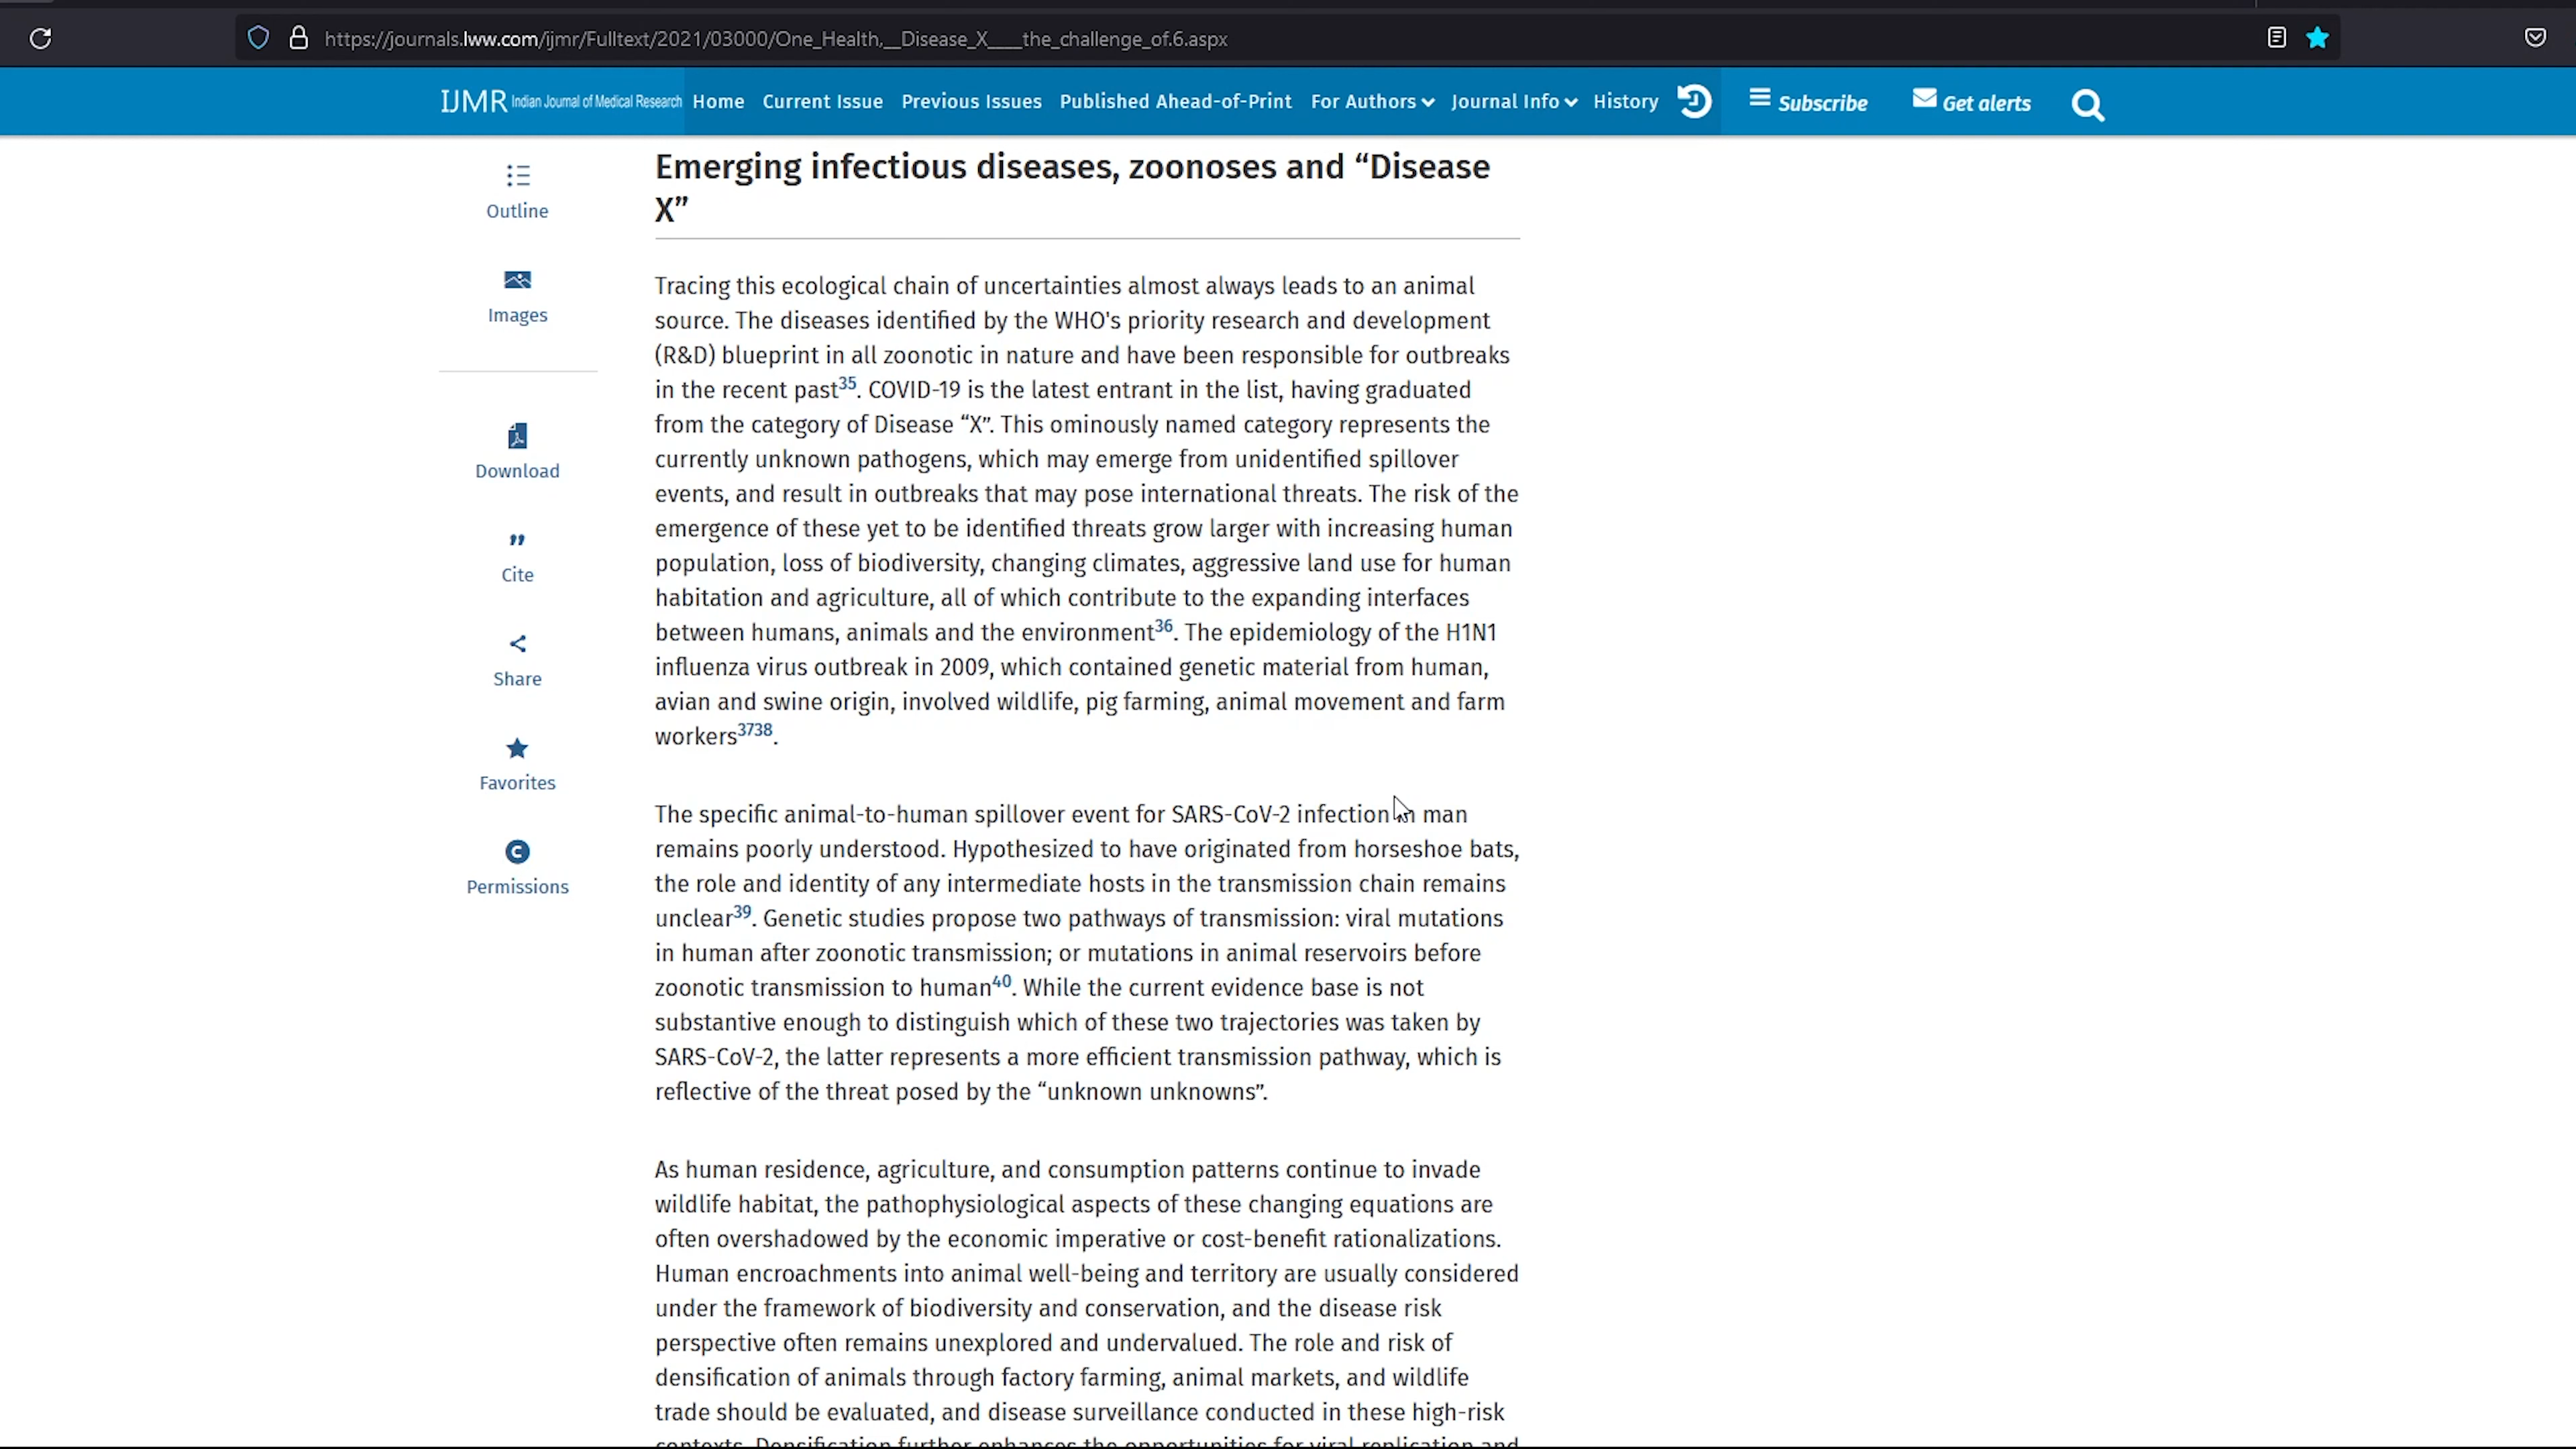 https://journals.lww.com/ijmr/Fulltext/2021/03000/One_Health,__Disease_X____the_challenge_of.6.aspx
IJMR Indian Journal of Medical Research Home Current Issue Previous Issues Published Ahead-of-Print For Authors Journal Info History Subscribe Get alerts
Outline
Images
Download
Cite
Share
Favorites
Permissions
Emerging infectious diseases, zoonoses and “Disease
X”
Tracing this ecological chain of uncertainties almost always leads to an animal
source. The diseases identified by the WHO's priority research and development
(R&D) blueprint in all zoonotic in nature and have been responsible for outbreaks
in the recent past35. COVID-19 is the latest entrant in the list, having graduated
from the category of Disease “X”. This ominously named category represents the
currently unknown pathogens, which may emerge from unidentified spillover
events, and result in outbreaks that may pose international threats. The risk of the
emergence of these yet to be identified threats grow larger with increasing human
population, loss of biodiversity, changing climates, aggressive land use for human
habitation and agriculture, all of which contribute to the expanding interfaces
between humans, animals and the environment36. The epidemiology of the H1N1
influenza virus outbreak in 2009, which contained genetic material from human,
avian and swine origin, involved wildlife, pig farming, animal movement and farm
workers3738.
The specific animal-to-human spillover event for SARS-CoV-2 infection in man
remains poorly understood. Hypothesized to have originated from horseshoe bats,
the role and identity of any intermediate hosts in the transmission chain remains
unclear39. Genetic studies propose two pathways of transmission: viral mutations
in human after zoonotic transmission; or mutations in animal reservoirs before
zoonotic transmission to human40. While the current evidence base is not
substantive enough to distinguish which of these two trajectories was taken by
SARS-CoV-2, the latter represents a more efficient transmission pathway, which is
reflective of the threat posed by the “unknown unknowns”.
As human residence, agriculture, and consumption patterns continue to invade
wildlife habitat, the pathophysiological aspects of these changing equations are
often overshadowed by the economic imperative or cost-benefit rationalizations.
Human encroachments into animal well-being and territory are usually considered
under the framework of biodiversity and conservation, and the disease risk
perspective often remains unexplored and undervalued. The role and risk of
densification of animals through factory farming, animal markets, and wildlife
trade should be evaluated, and disease surveillance conducted in these high-risk
contexts. Densification further enhances the opportunities for viral replication and